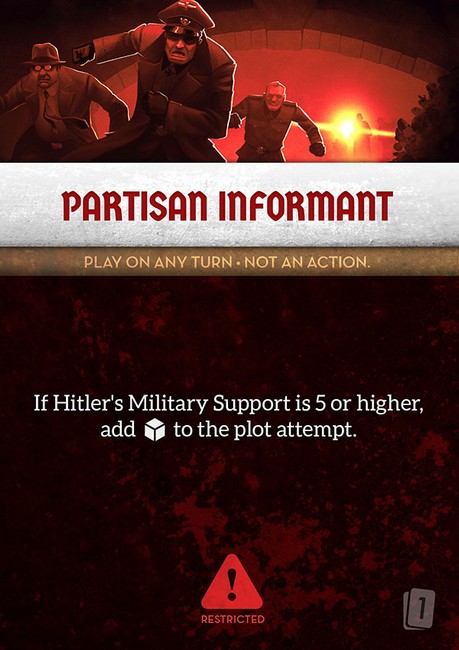 PARTISAN INFORMANT
PLAY ON ANY TURN • NOT AN ACTION.
If Hitler's Military Support is 5 or higher,
add to the plot attempt.
RESTRICTED
1